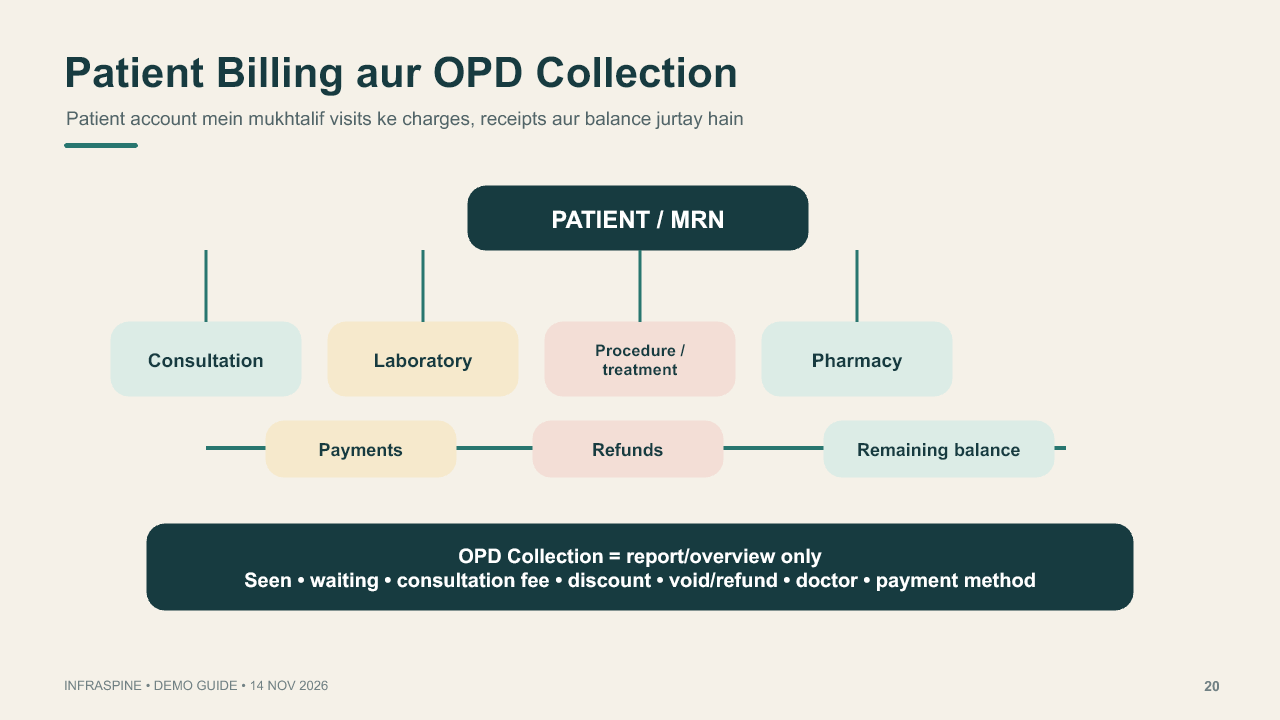 Patient Billing aur OPD Collection
Patient account mein mukhtalif visits ke charges, receipts aur balance jurtay hain
PATIENT / MRN
Consultation
Laboratory
Procedure /
treatment
Pharmacy
Payments
Refunds
Remaining balance
OPD Collection = report/overview only
Seen • waiting • consultation fee • discount • void/refund • doctor • payment method
INFRASPINE • DEMO GUIDE • 14 NOV 2026
20